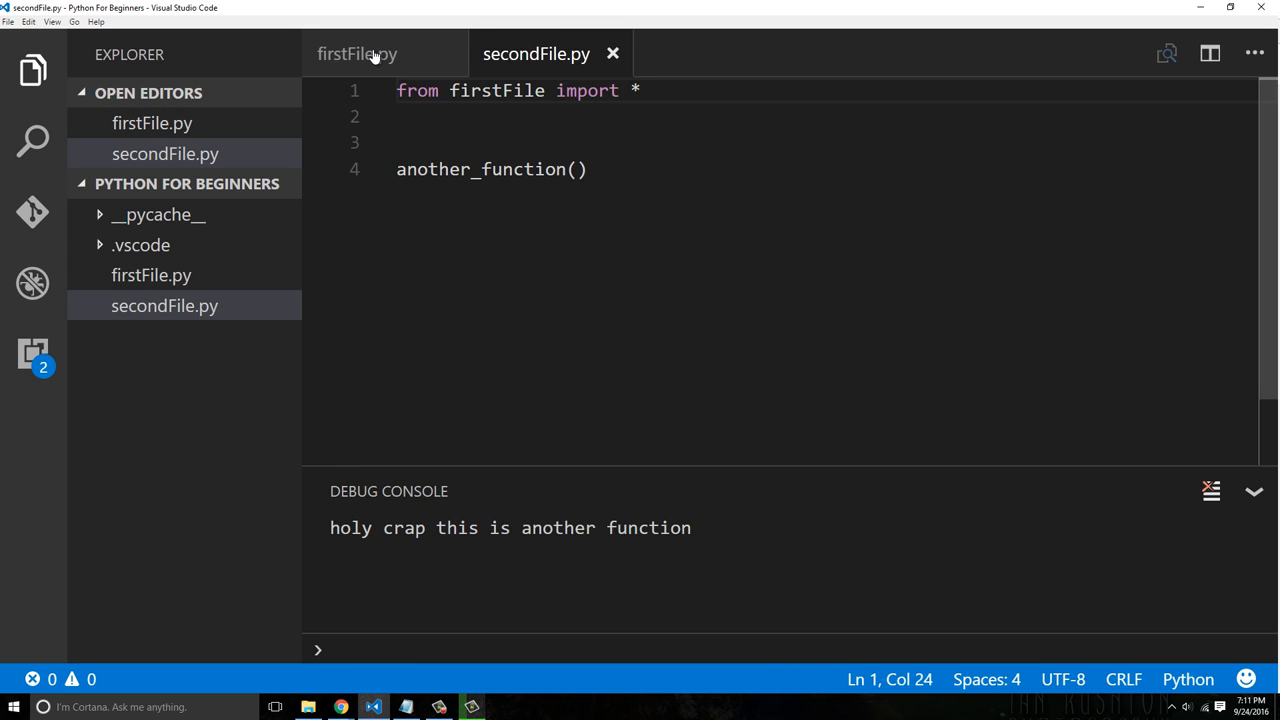 secondFile.py - Python For Beginners - Visual Studio Code
File Edit View Go Help
EXPLORER
OPEN EDITORS
firstFile.py
secondFile.py
PYTHON FOR BEGINNERS
__pycache__
.vscode
firstFile.py
secondFile.py
2
firstFile.py
secondFile.py
1 from firstFile import *
2
3
4 another_function()
DEBUG CONSOLE
holy crap this is another function
0 0
Ln 1, Col 24 Spaces: 4 UTF-8 CRLF Python
I'm Cortana. Ask me anything.
7:11 PM
9/24/2016